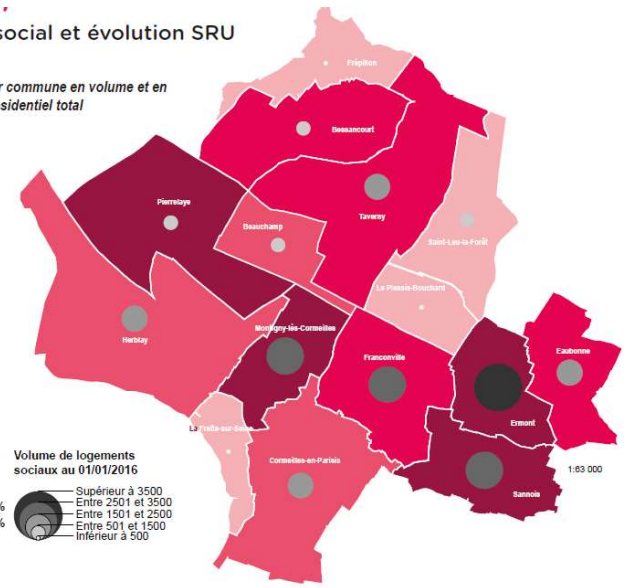 social et évolution SRU
r commune en volume et en
sidentiel total
Frépillon
Bessancourt
Pierrelaye
Taverny
Beauchamp
Saint-Leu-la-Forêt
Le Plessis-Bouchard
Herblay
Montigny-lès-Cormeilles
Franconville
Eaubonne
Ermont
La Frette-sur-Seine
Cormeilles-en-Parisis
Sannois
1:63 000
Volume de logements
sociaux au 01/01/2016
Supérieur à 3500
Entre 2501 et 3500
Entre 1501 et 2500
Entre 501 et 1500
Inférieur à 500
%
%